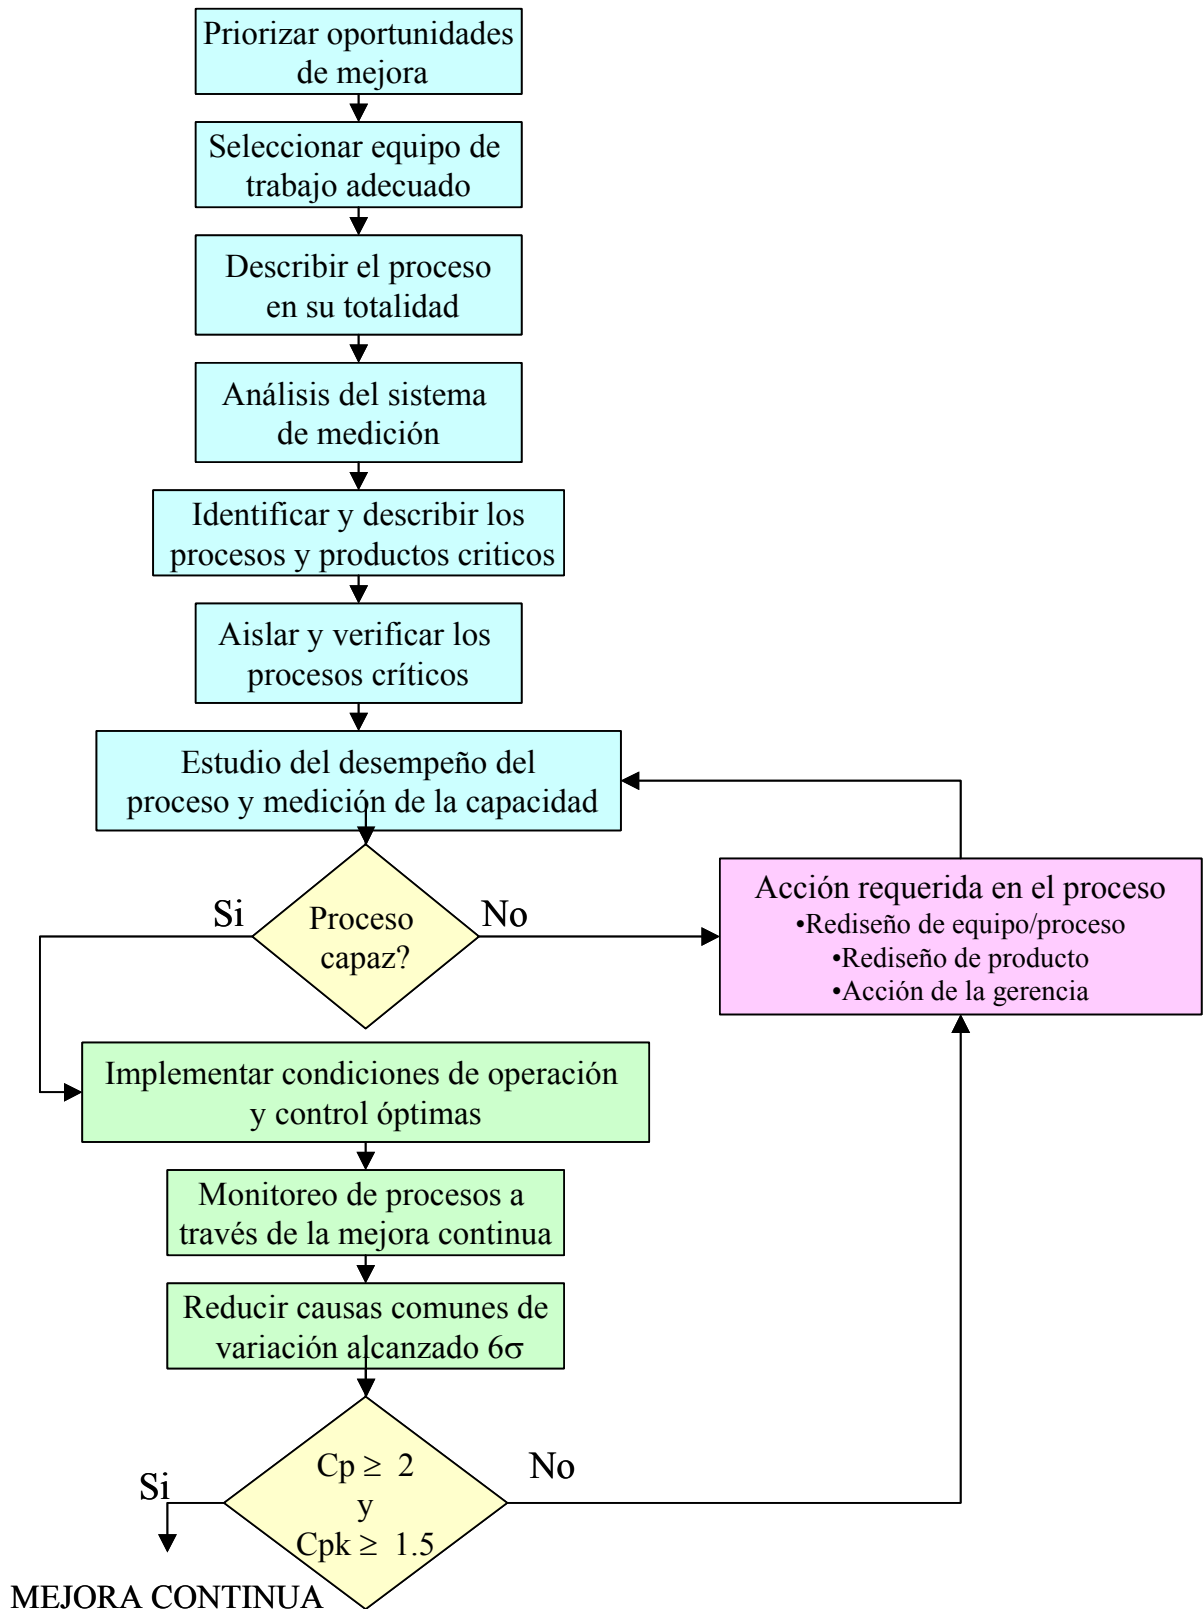 Priorizar oportunidades
de mejora
Seleccionar equipo de
trabajo adecuado
Describir el proceso
en su totalidad
Análisis del sistema
de medición
Identificar y describir los
procesos y productos criticos
Aislar y verificar los
procesos críticos
Estudio del desempeño del
proceso y medición de la capacidad
Si
Proceso
capaz?
No
Acción requerida en el proceso
•Rediseño de equipo/proceso
•Rediseño de producto
•Acción de la gerencia
Implementar condiciones de operación
y control óptimas
Monitoreo de procesos a
través de la mejora continua
Reducir causas comunes de
variación alcanzado 6σ
Si
Cp ≥ 2
y
Cpk ≥ 1.5
No
MEJORA CONTINUA